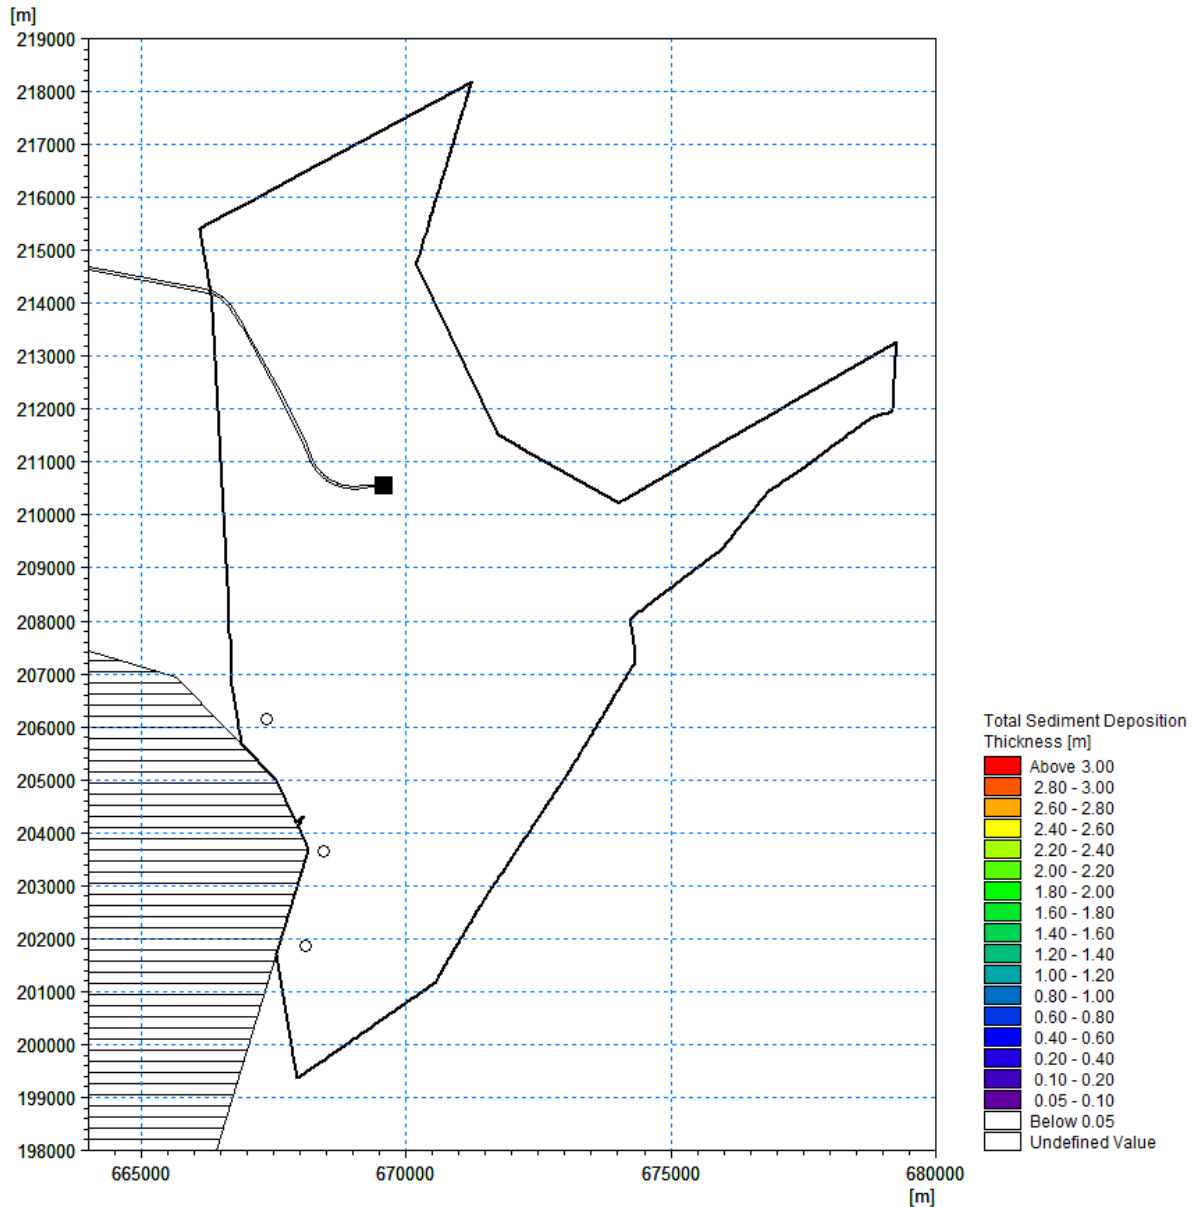 [m]
219000
218000
217000
216000
215000
214000
213000
212000
211000
210000
209000
208000
207000
206000
205000
204000
203000
202000
201000
200000
199000
198000
665000 670000 675000 680000
[m]
Total Sediment Deposition
Thickness [m]
Above 3.00
2.80 - 3.00
2.60 - 2.80
2.40 - 2.60
2.20 - 2.40
2.00 - 2.20
1.80 - 2.00
1.60 - 1.80
1.40 - 1.60
1.20 - 1.40
1.00 - 1.20
0.80 - 1.00
0.60 - 0.80
0.40 - 0.60
0.20 - 0.40
0.10 - 0.20
0.05 - 0.10
Below 0.05
Undefined Value